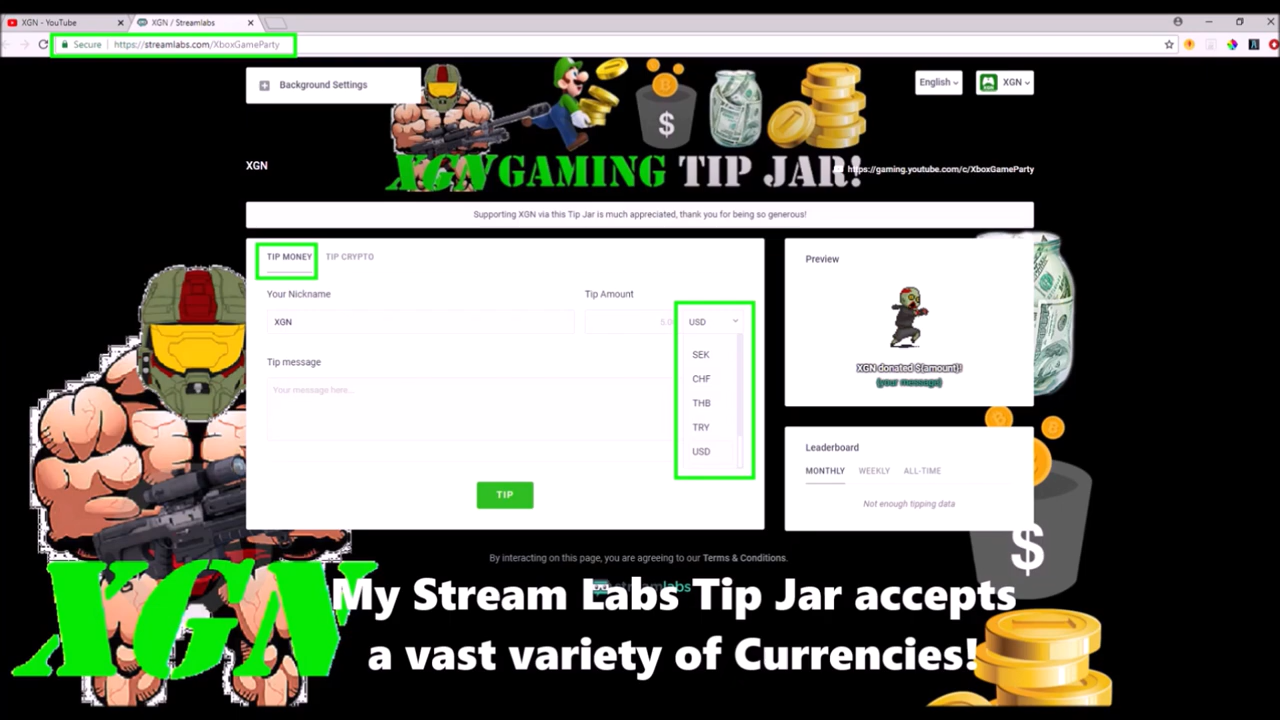 XGN - YouTube
XGN / Streamlabs
Secure
https://streamlabs.com/XboxGameParty
Background Settings
$
English
XGN
XGN
XGN GAMING TIP JAR!
https://gaming.youtube.com/c/XboxGameParty
Supporting XGN via this Tip Jar is much appreciated, thank you for being so generous!
TIP MONEY
TIP CRYPTO
Your Nickname
Tip Amount
XGN
USD
SEK
CHF
THB
TRY
USD
Tip message
Your message here...
TIP
Preview
XGN donated ${amount}!
{your message}
Leaderboard
MONTHLY
WEEKLY
ALL-TIME
Not enough tipping data
$
By interacting on this page, you are agreeing to our Terms & Conditions.
XGN
My Stream Labs Tip Jar accepts
a vast variety of Currencies!